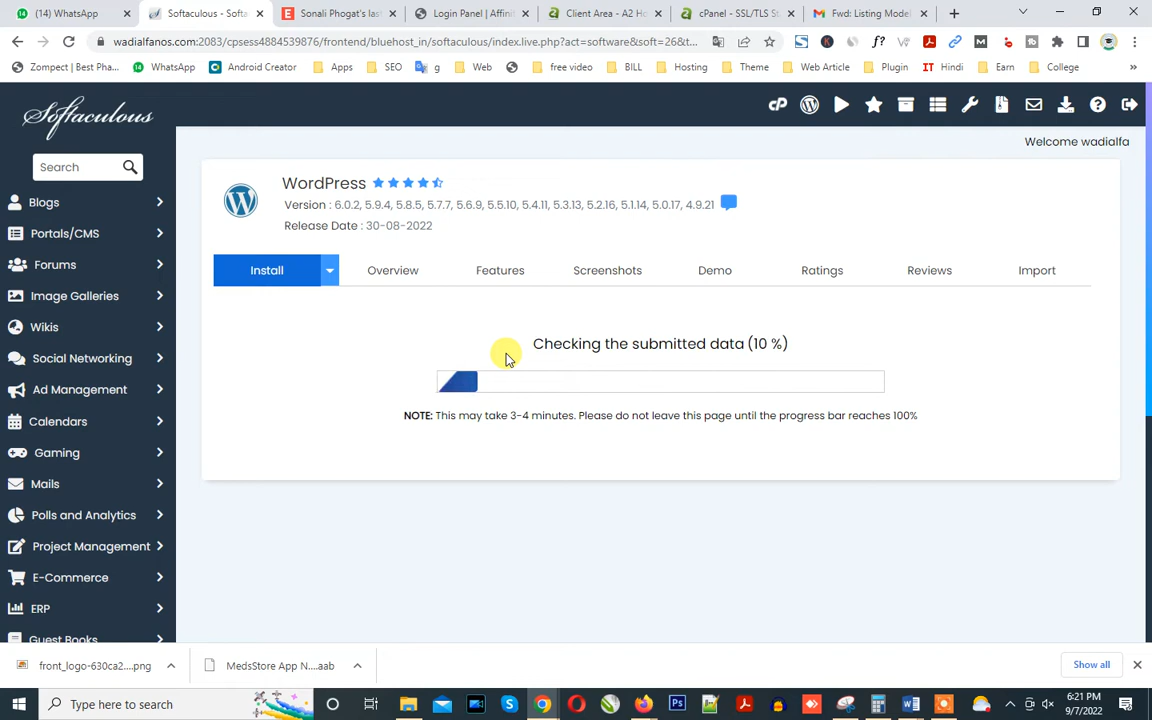 (14) WhatsApp
Softaculous - Softa
Sonali Phogat's last
Login Panel | Affinit
Client Area - A2 Ho
cPanel - SSL/TLS St
Fwd: Listing Model
wadialfanos.com:2083/cpsess4884539876/frontend/bluehost_in/softaculous/index.live.php?act=software&soft=26&t...
Zompect | Best Pha...
WhatsApp
Android Creator
Apps
SEO
g
Web
free video
BILL
Hosting
Theme
Web Article
Plugin
IT Hindi
Earn
College
»
Softaculous
Welcome wadialfa
Search
Blogs
Portals/CMS
Forums
Image Galleries
Wikis
Social Networking
Ad Management
Calendars
Gaming
Mails
Polls and Analytics
Project Management
E-Commerce
ERP
Guest Books
WordPress
Version : 6.0.2, 5.9.4, 5.8.5, 5.7.7, 5.6.9, 5.5.10, 5.4.11, 5.3.13, 5.2.16, 5.1.14, 5.0.17, 4.9.21
Release Date : 30-08-2022
Install
Overview
Features
Screenshots
Demo
Ratings
Reviews
Import
Checking the submitted data (10 %)
NOTE: This may take 3-4 minutes. Please do not leave this page until the progress bar reaches 100%
front_logo-630ca2....png
MedsStore App N....aab
Show all
Type here to search
6:21 PM
9/7/2022